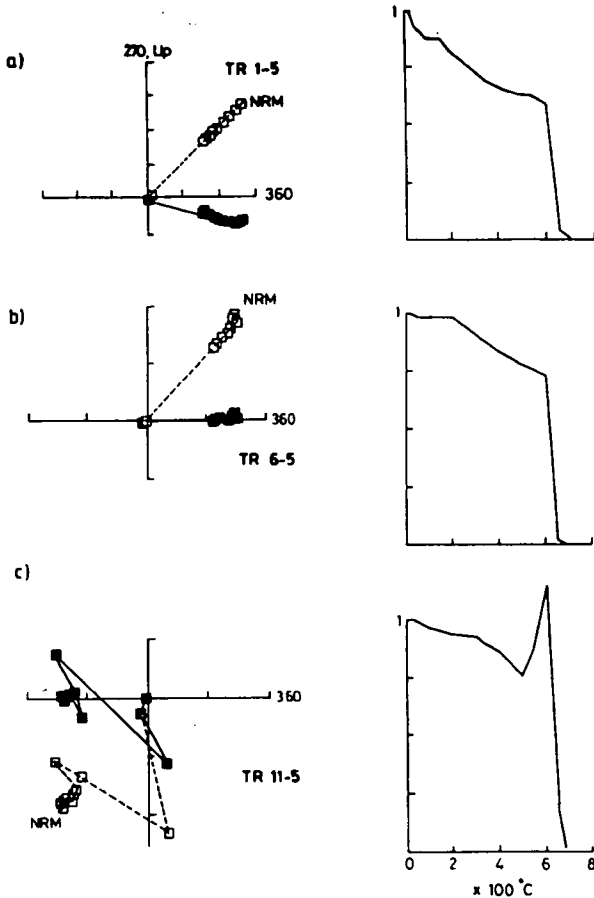 a)
270, Up
TR 1-5
NRM
360
1
b)
NRM
360
TR 6-5
1
c)
360
TR 11-5
NRM
1
0 2 4 6 8
x 100 °C